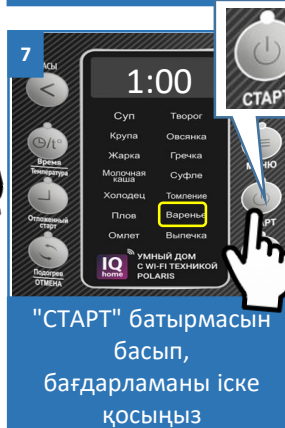 7
ЧАСЫ
1:00
СТАРТ
Суп Творог
Крупа Овсянка
Жарка Гречка
Молочная каша Суфле
Холодец Томление
Плов Варенье
Омлет Выпечка
Время
Температура
Отложенный
старт
Подогрев
ОТМЕНА
МЕНЮ
IQ
home
УМНЫЙ ДОМ
С WI-FI ТЕХНИКОЙ
POLARIS
"СТАРТ" батырмасын
басып,
бағдарламаны іске
қосыңыз